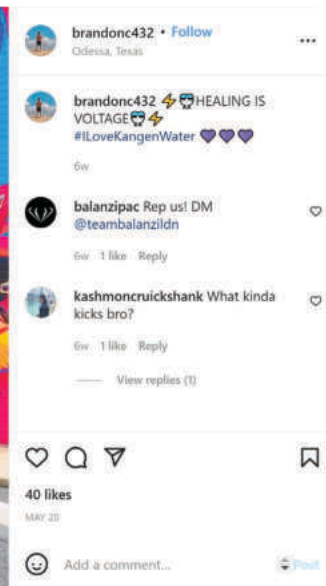 brandonc432 • Follow
Odessa, Texas
brandonc432 ⚡🥶HEALING IS
VOLTAGE🥶⚡
#ILoveKangenWater 💜💜💜
6w
balanzipac Rep us! DM
@teambalanzildn
6w 1 like Reply
kashmoncruickshank What kinda
kicks bro?
6w 1 like Reply
View replies (1)
40 likes
MAY 20
Add a comment...
Post